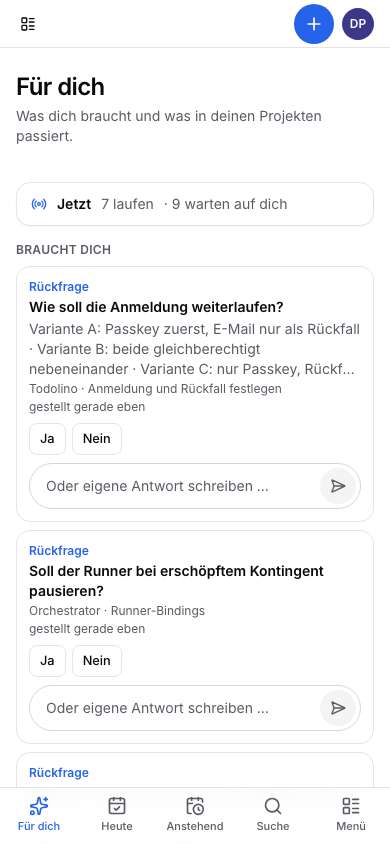 DP
Für dich
Was dich braucht und was in deinen Projekten
passiert.
Jetzt 7 laufen · 9 warten auf dich
BRAUCHT DICH
Rückfrage
Wie soll die Anmeldung weiterlaufen?
Variante A: Passkey zuerst, E-Mail nur als Rückfall
· Variante B: beide gleichberechtigt
nebeneinander · Variante C: nur Passkey, Rückf...
Todolino · Anmeldung und Rückfall festlegen
gestellt gerade eben
Ja Nein
Oder eigene Antwort schreiben ...
Rückfrage
Soll der Runner bei erschöpftem Kontingent
pausieren?
Orchestrator · Runner-Bindings
gestellt gerade eben
Ja Nein
Oder eigene Antwort schreiben ...
Rückfrage
Für dich Heute Anstehend Suche Menü